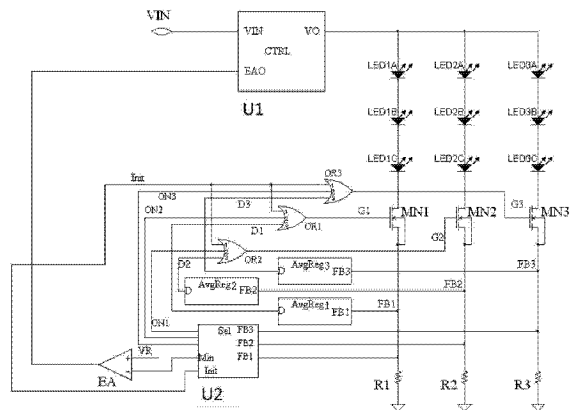 VIN
VIN
VO
CTRL
EAO
U1
LED1A
LED2A
LED3A
LED1B
LED2B
LED3B
LED1C
LED2C
LED3C
Init
ON3
ON2
OR3
D3
D1
OR1
G1
MN1
MN2
G3
MN3
G2
D2
OR2
D
AvgReg3
FB3
FB3
D
AvgReg2
FB2
FB2
D
AvgReg1
FB1
FB1
ON1
Sel
FB3
FB2
VR
Min
FB1
Init
EA
U2
R1
R2
R3